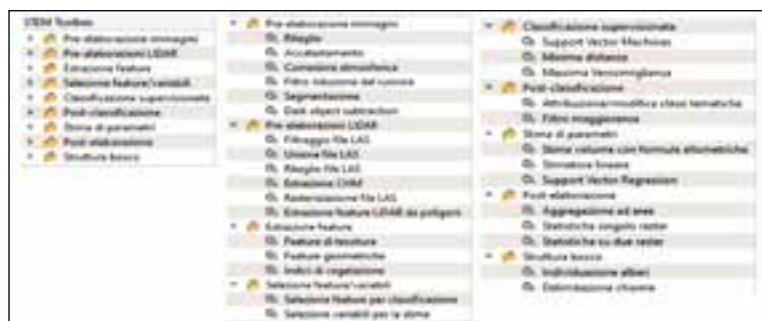 STEM Toolbox
Pre-elaborazione immagini
Pre-elaborazioni LIDAR
Estrazione feature
Selezione feature/variabili
Classificazione supervisionata
Post-classificazione
Stima di parametri
Post-elaborazione
Struttura bosco
Pre-elaborazione immagini
Ritaglio
Accatastamento
Correzione atmosferica
Filtro riduzione del rumore
Segmentazione
Dark object subtraction
Pre-elaborazioni LIDAR
Filtraggio file LAS
Unione file LAS
Ritaglio file LAS
Estrazione CHM
Rasterizzazione file LAS
Estrazione feature LIDAR da poligoni
Estrazione feature
Feature di tessitura
Feature geometriche
Indici di vegetazione
Selezione feature/variabili
Selezione feature per classificazione
Selezione variabili per la stima
Classificazione supervisionata
Support Vector Machines
Minima distanza
Massima Verosimiglianza
Post-classificazione
Attribuzione/modifica classi tematiche
Filtro maggioranza
Stima di parametri
Stima volume con formule allometriche
Stimatore lineare
Support Vector Regression
Post-elaborazione
Aggregazione ad aree
Statistiche singolo raster
Statistiche su due raster
Struttura bosco
Individuazione alberi
Delimitazione chiome